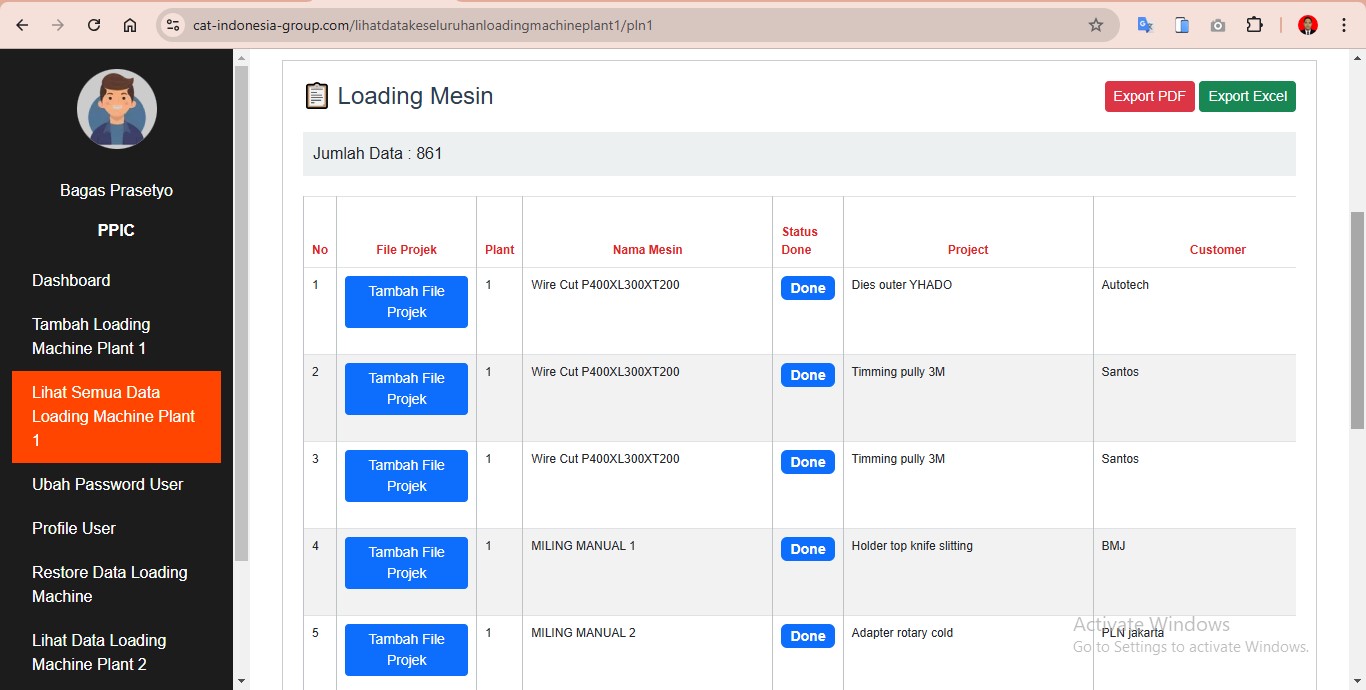 cat-indonesia-group.com/lihatdatakeseluruhanloadingmachineplant1/pln1
Bagas Prasetyo
PPIC
Dashboard
Tambah Loading
Machine Plant 1
Lihat Semua Data
Loading Machine Plant
1
Ubah Password User
Profile User
Restore Data Loading
Machine
Lihat Data Loading
Machine Plant 2
Loading Mesin
Export PDF Export Excel
Jumlah Data : 861
No File Projek Plant Nama Mesin Status Done Project Customer
1 Tambah File Projek 1 Wire Cut P400XL300XT200 Done Dies outer YHADO Autotech
2 Tambah File Projek 1 Wire Cut P400XL300XT200 Done Timming pully 3M Santos
3 Tambah File Projek 1 Wire Cut P400XL300XT200 Done Timming pully 3M Santos
4 Tambah File Projek 1 MILING MANUAL 1 Done Holder top knife slitting BMJ
5 Tambah File Projek 1 MILING MANUAL 2 Done Adapter rotary cold PLN jakarta
Activate Windows
Go to Settings to activate Windows.